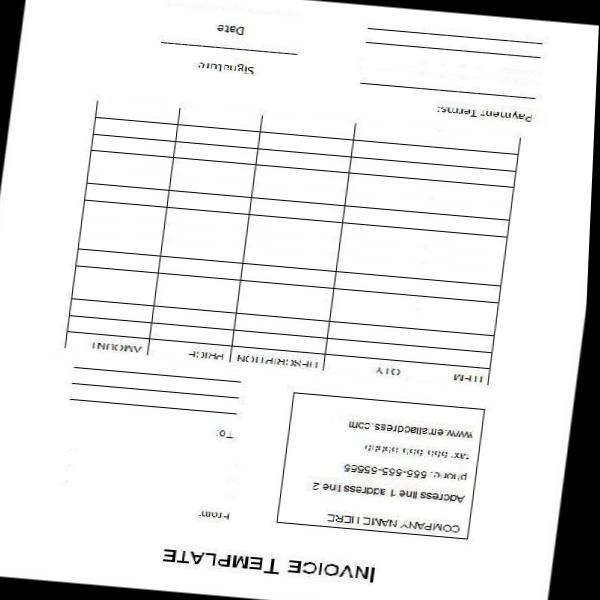 INVOICE TEMPLATE
COMPANY NAME HERE
Address line 1 address line 2
phone: 555-555-55555
fax: 555-555-55555
www.emailaddress.com
From:
To:
ITEM QTY DESCRIPTION PRICE AMOUNT
Payment Terms:
Signature
Date